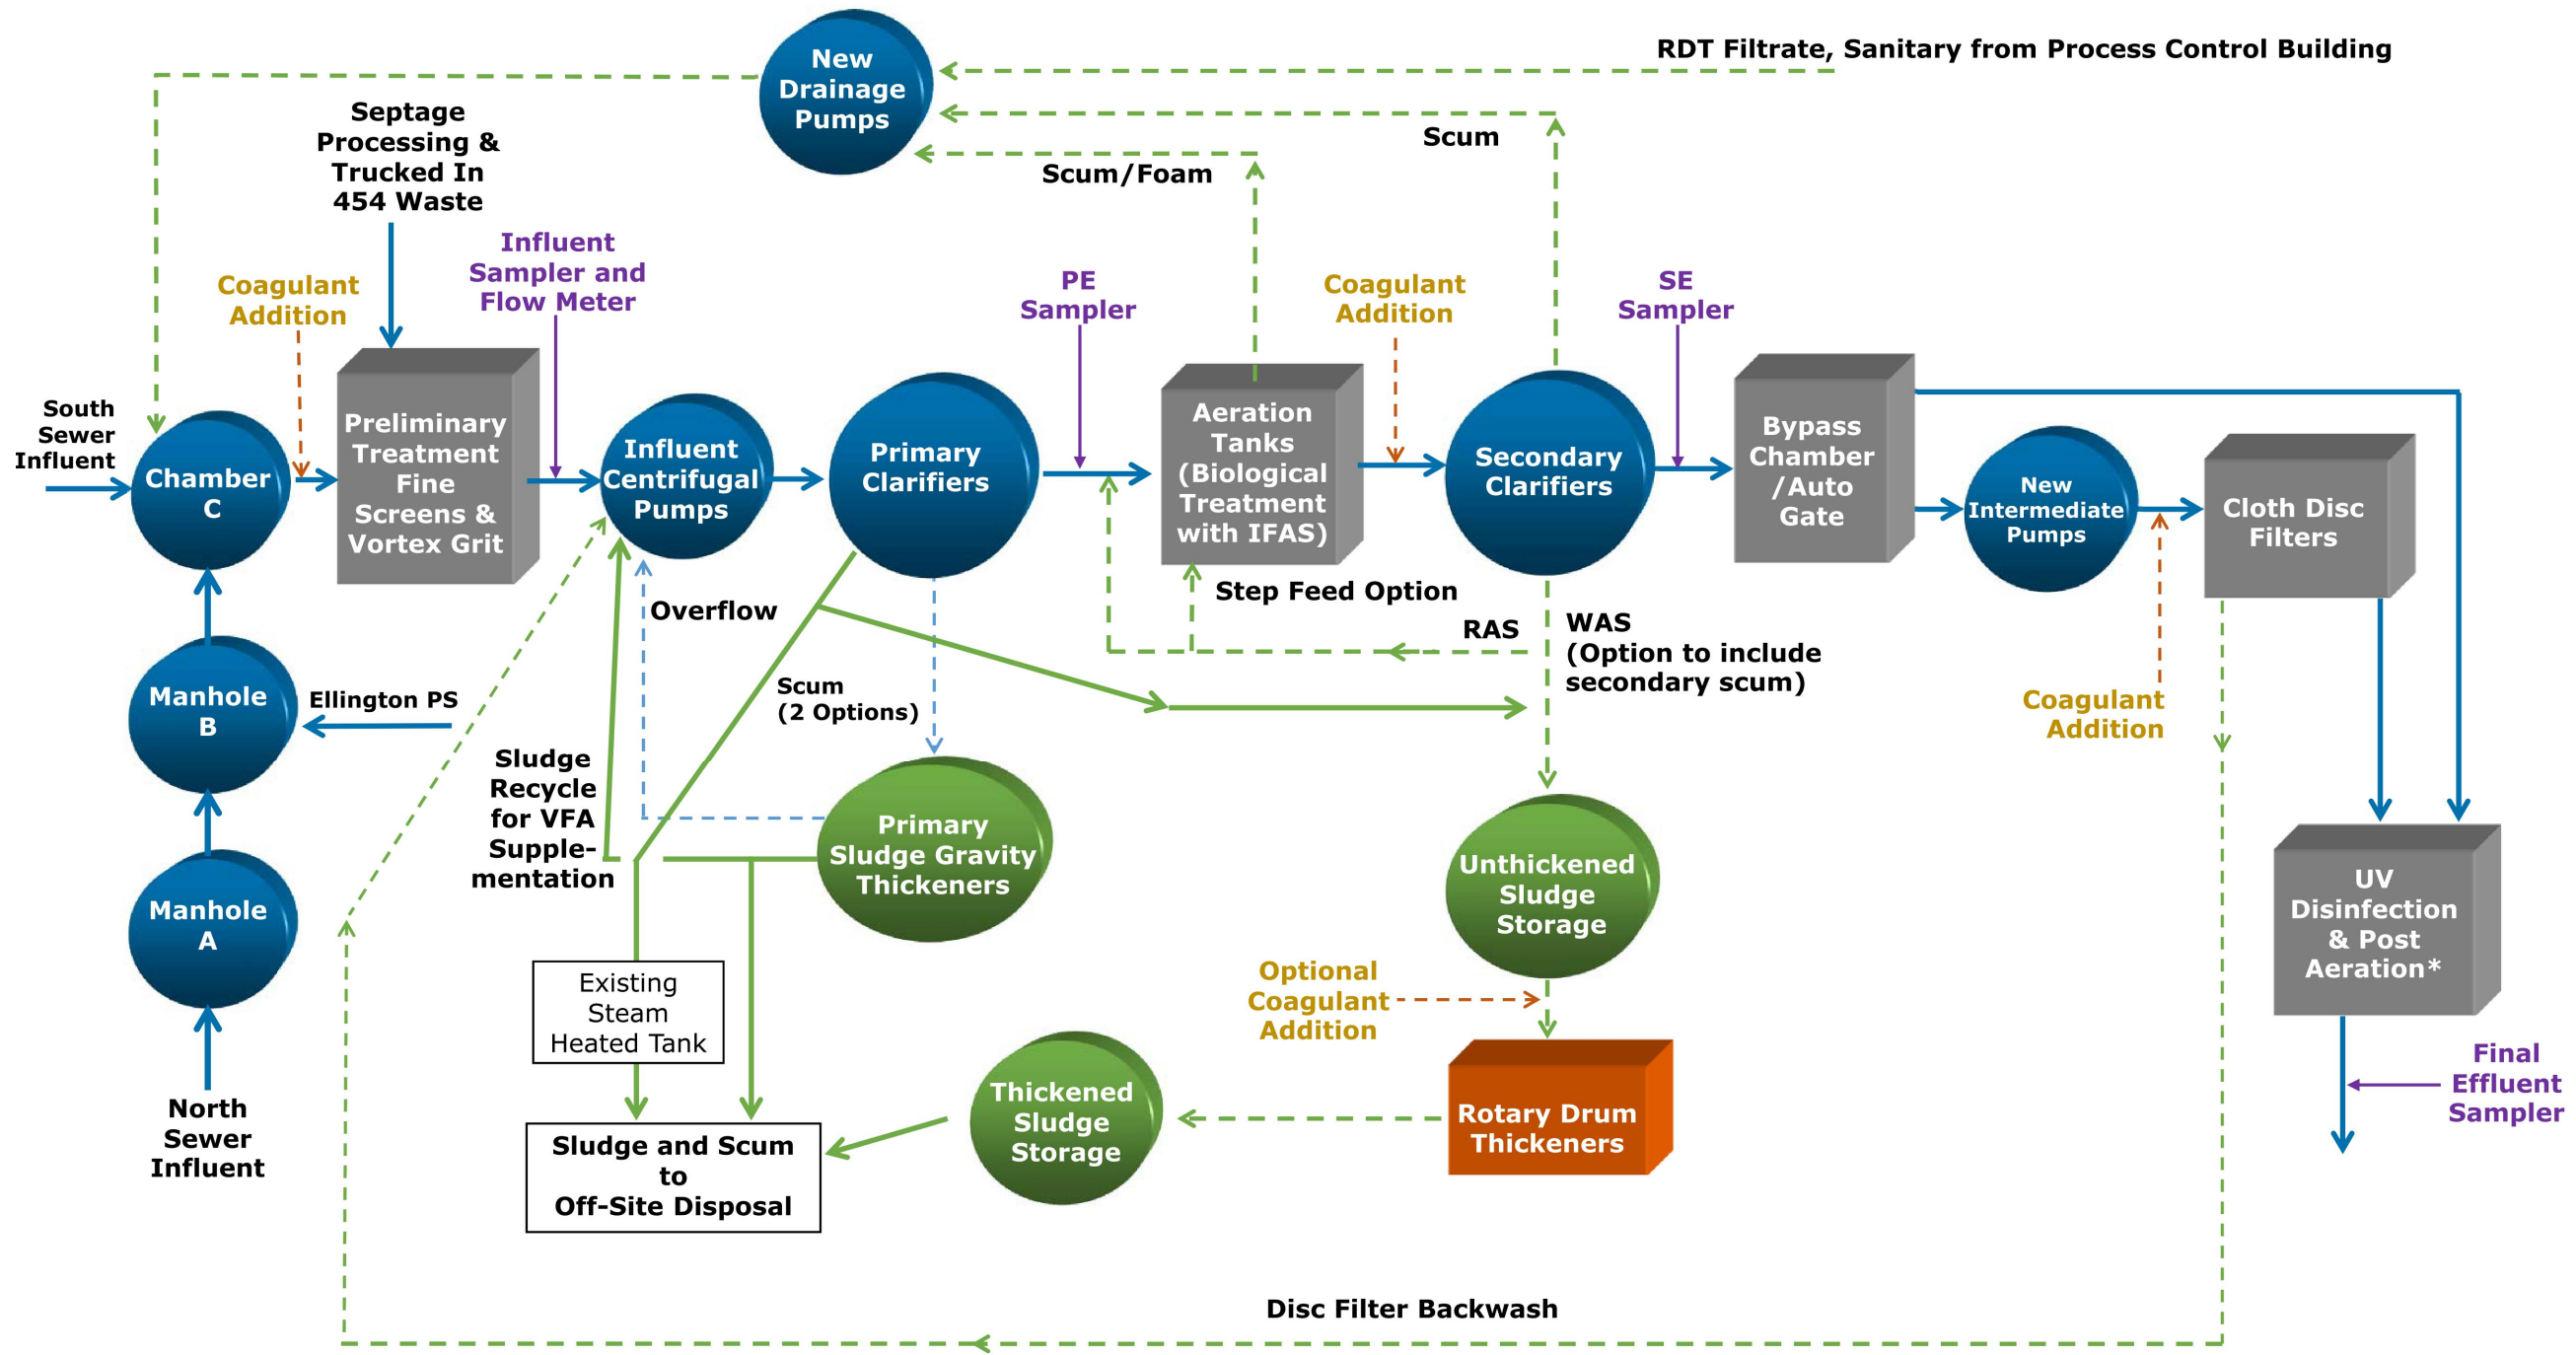 RDT Filtrate, Sanitary from Process Control Building
New
Drainage
Pumps
Scum
Scum/Foam
Septage
Processing &
Trucked In
454 Waste
Influent
Sampler and
Flow Meter
Coagulant
Addition
PE
Sampler
Coagulant
Addition
SE
Sampler
South
Sewer
Influent
Chamber
C
Preliminary
Treatment
Fine
Screens &
Vortex Grit
Influent
Centrifugal
Pumps
Primary
Clarifiers
Aeration
Tanks
(Biological
Treatment
with IFAS)
Secondary
Clarifiers
Bypass
Chamber
/Auto
Gate
New
Intermediate
Pumps
Cloth Disc
Filters
Overflow
Step Feed Option
RAS
WAS
(Option to include
secondary scum)
Manhole
B
Ellington PS
Scum
(2 Options)
Coagulant
Addition
Sludge
Recycle
for VFA
Supple-
mentation
Primary
Sludge Gravity
Thickeners
Unthickened
Sludge
Storage
Manhole
A
UV
Disinfection
& Post
Aeration*
Existing
Steam
Heated Tank
Optional
Coagulant
Addition
Final
Effluent
Sampler
North
Sewer
Influent
Sludge and Scum
to
Off-Site Disposal
Thickened
Sludge
Storage
Rotary Drum
Thickeners
Disc Filter Backwash